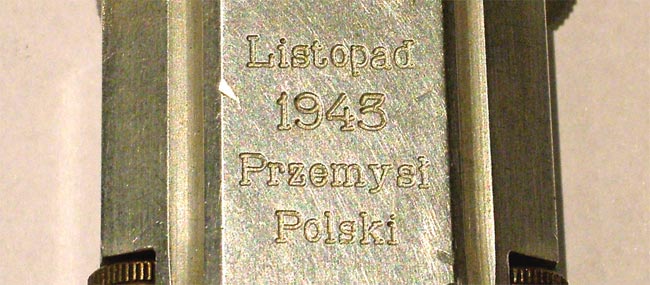 Listopad
1943
Przemysł
Polski